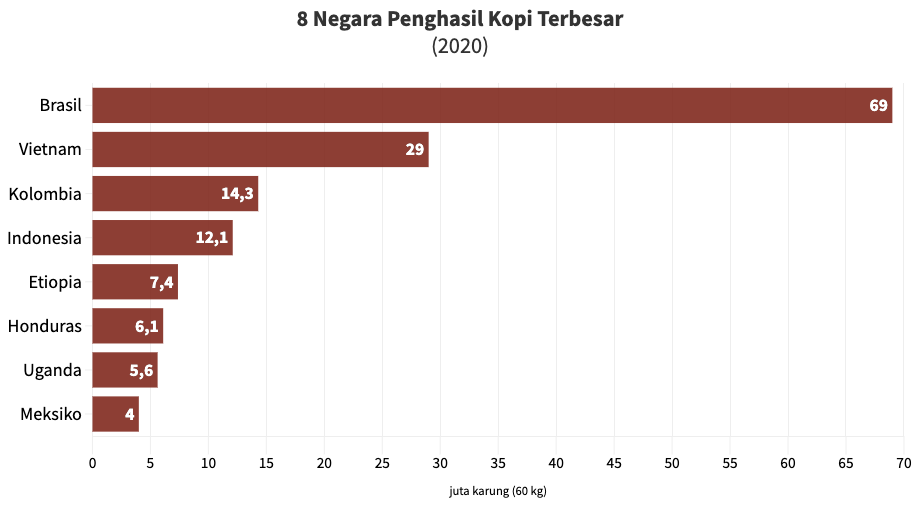 8 Negara Penghasil Kopi Terbesar
(2020)
Brasil 69
Vietnam 29
Kolombia 14,3
Indonesia 12,1
Etiopia 7,4
Honduras 6,1
Uganda 5,6
Meksiko 4
0 5 10 15 20 25 30 35 40 45 50 55 60 65 70
juta karung (60 kg)